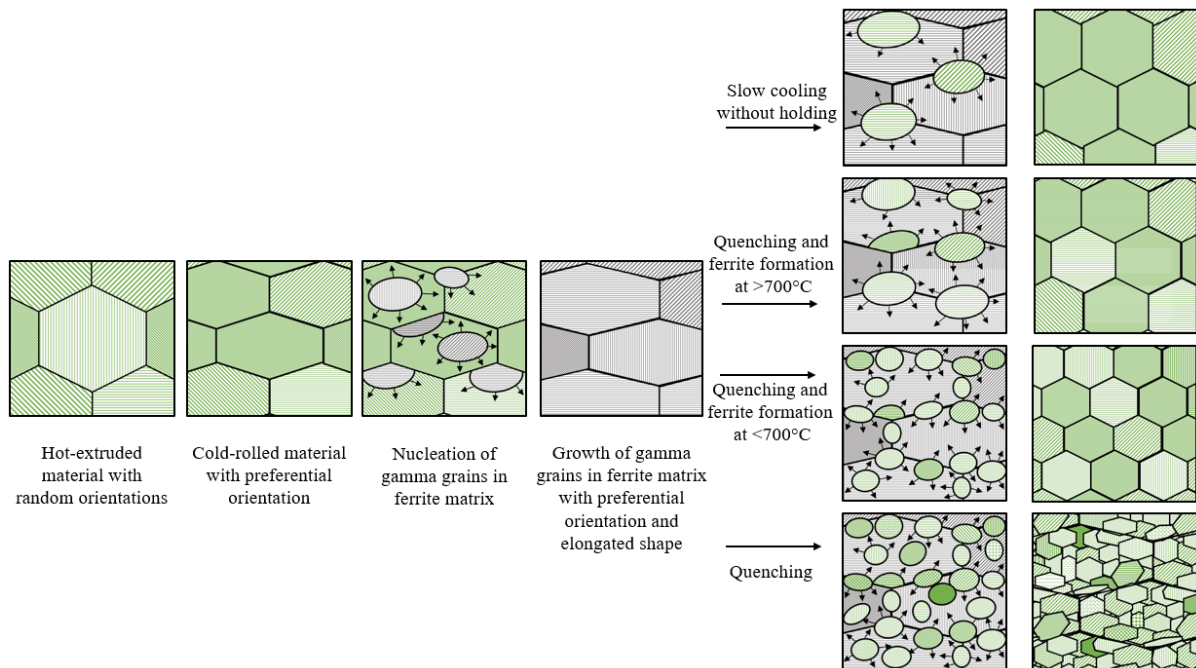 Slow cooling
without holding
Quenching and
ferrite formation
at >700°C
Quenching and
ferrite formation
at <700°C
Quenching
Hot-extruded
material with
random orientations
Cold-rolled material
with preferential
orientation
Nucleation of
gamma grains in
ferrite matrix
Growth of gamma
grains in ferrite matrix
with preferential
orientation and
elongated shape